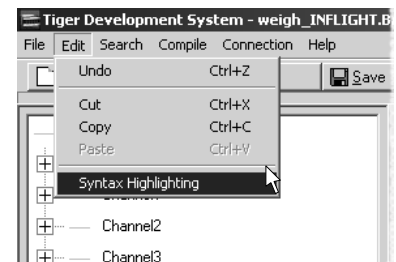 Tiger Development System - weigh_INFLIGHT.B
File Edit Search Compile Connection Help
Undo Ctrl+Z
Save
Cut Ctrl+X
Copy Ctrl+C
Paste Ctrl+V
Syntax Highlighting
Channel2
Channel3